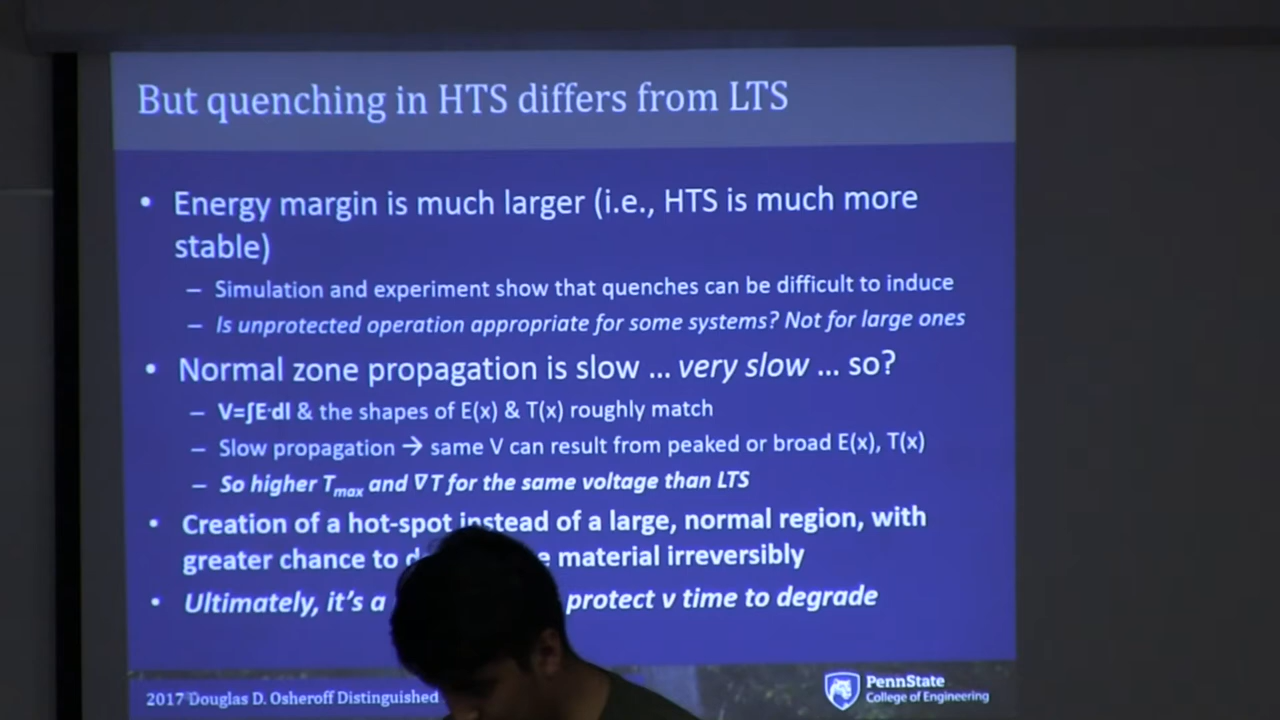 But quenching in HTS differs from LTS
• Energy margin is much larger (i.e., HTS is much more
stable)
– Simulation and experiment show that quenches can be difficult to induce
– Is unprotected operation appropriate for some systems? Not for large ones
• Normal zone propagation is slow ... very slow ... so?
– V=∫E·dl & the shapes of E(x) & T(x) roughly match
– Slow propagation → same V can result from peaked or broad E(x), T(x)
– So higher Tmax and ∇T for the same voltage than LTS
• Creation of a hot-spot instead of a large, normal region, with
greater chance to material irreversibly
• Ultimately, it's a protect v time to degrade
2017 Douglas D. Osheroff Distinguished
PennState
College of Engineering